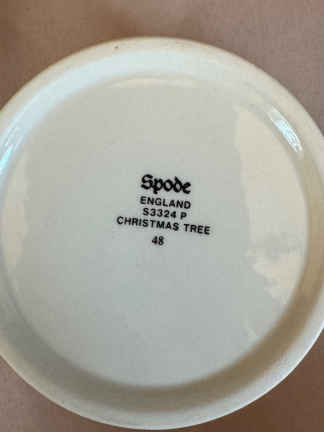 Spode
ENGLAND
S3324 P
CHRISTMAS TREE
48